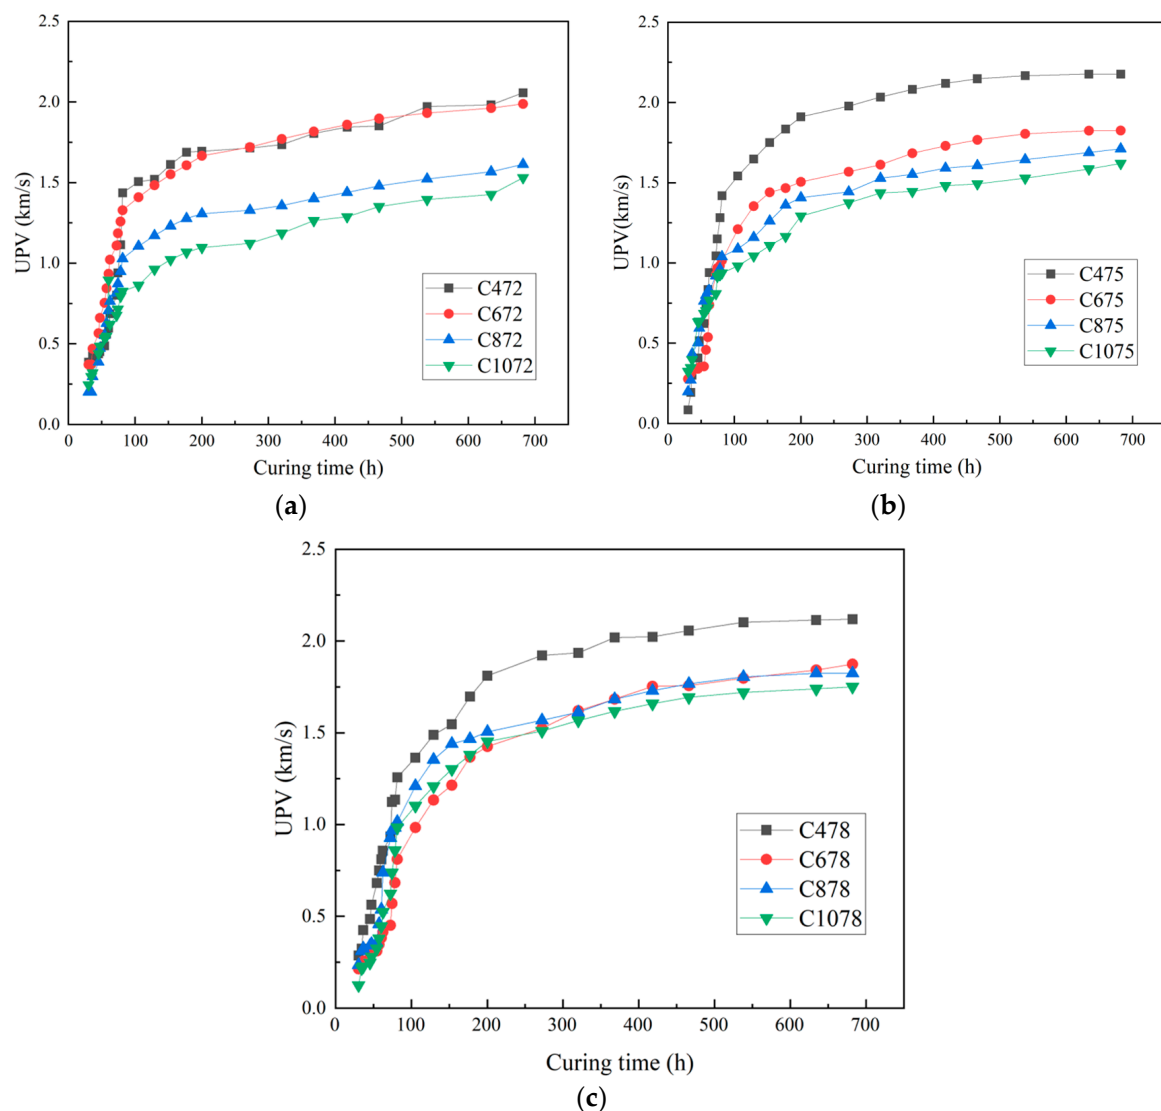 2.5
2.0
1.5
1.0
0.5
0.0
UPV (km/s)
C472
C672
C872
C1072
0 100 200 300 400 500 600 700
Curing time (h)
(a)
2.5
2.0
1.5
1.0
0.5
0.0
UPV(km/s)
C475
C675
C875
C1075
0 100 200 300 400 500 600 700
Curing time (h)
(b)
2.5
2.0
1.5
1.0
0.5
0.0
UPV (km/s)
C478
C678
C878
C1078
0 100 200 300 400 500 600 700
Curing time (h)
(c)